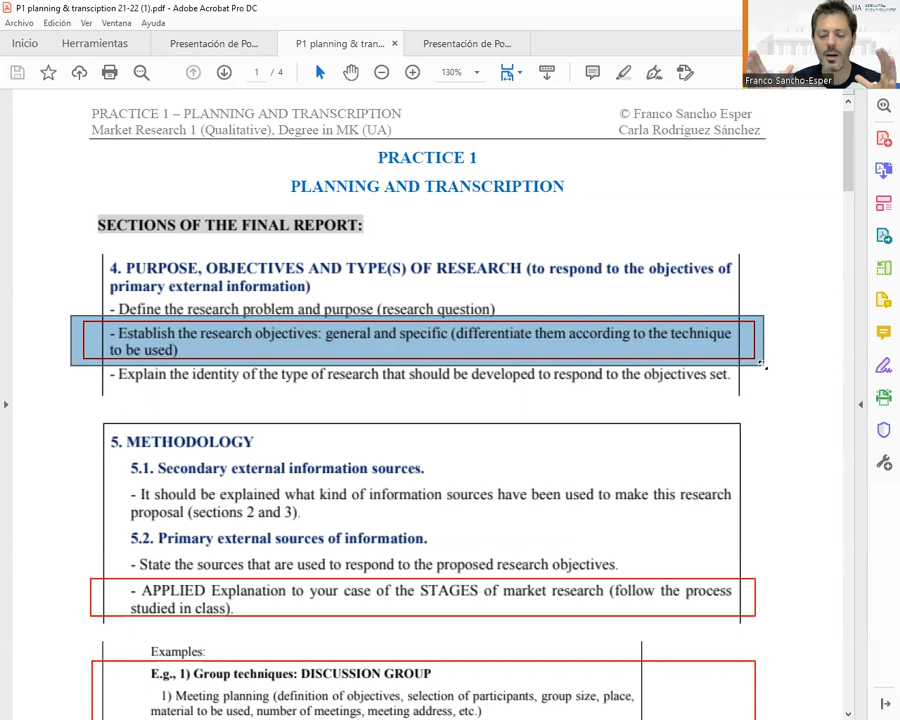 P1 planning & transciption 21-22 (1).pdf - Adobe Acrobat Pro DC
Archivo Edición Ver Ventana Ayuda
Inicio Herramientas Presentación de Po... P1 planning & tran... × Presentación de Po...
1 / 4 130%
Franco Sancho-Esper
PRACTICE 1 – PLANNING AND TRANSCRIPTION © Franco Sancho Esper
Market Research 1 (Qualitative), Degree in MK (UA) Carla Rodríguez Sánchez
PRACTICE 1
PLANNING AND TRANSCRIPTION
SECTIONS OF THE FINAL REPORT:
4. PURPOSE, OBJECTIVES AND TYPE(S) OF RESEARCH (to respond to the objectives of
primary external information)
- Define the research problem and purpose (research question)
- Establish the research objectives: general and specific (differentiate them according to the technique
to be used)
- Explain the identity of the type of research that should be developed to respond to the objectives set.
5. METHODOLOGY
5.1. Secondary external information sources.
- It should be explained what kind of information sources have been used to make this research
proposal (sections 2 and 3).
5.2. Primary external sources of information.
- State the sources that are used to respond to the proposed research objectives.
- APPLIED Explanation to your case of the STAGES of market research (follow the process
studied in class).
Examples:
E.g., 1) Group techniques: DISCUSSION GROUP
1) Meeting planning (definition of objectives, selection of participants, group size, place,
material to be used, number of meetings, meeting address, etc.)